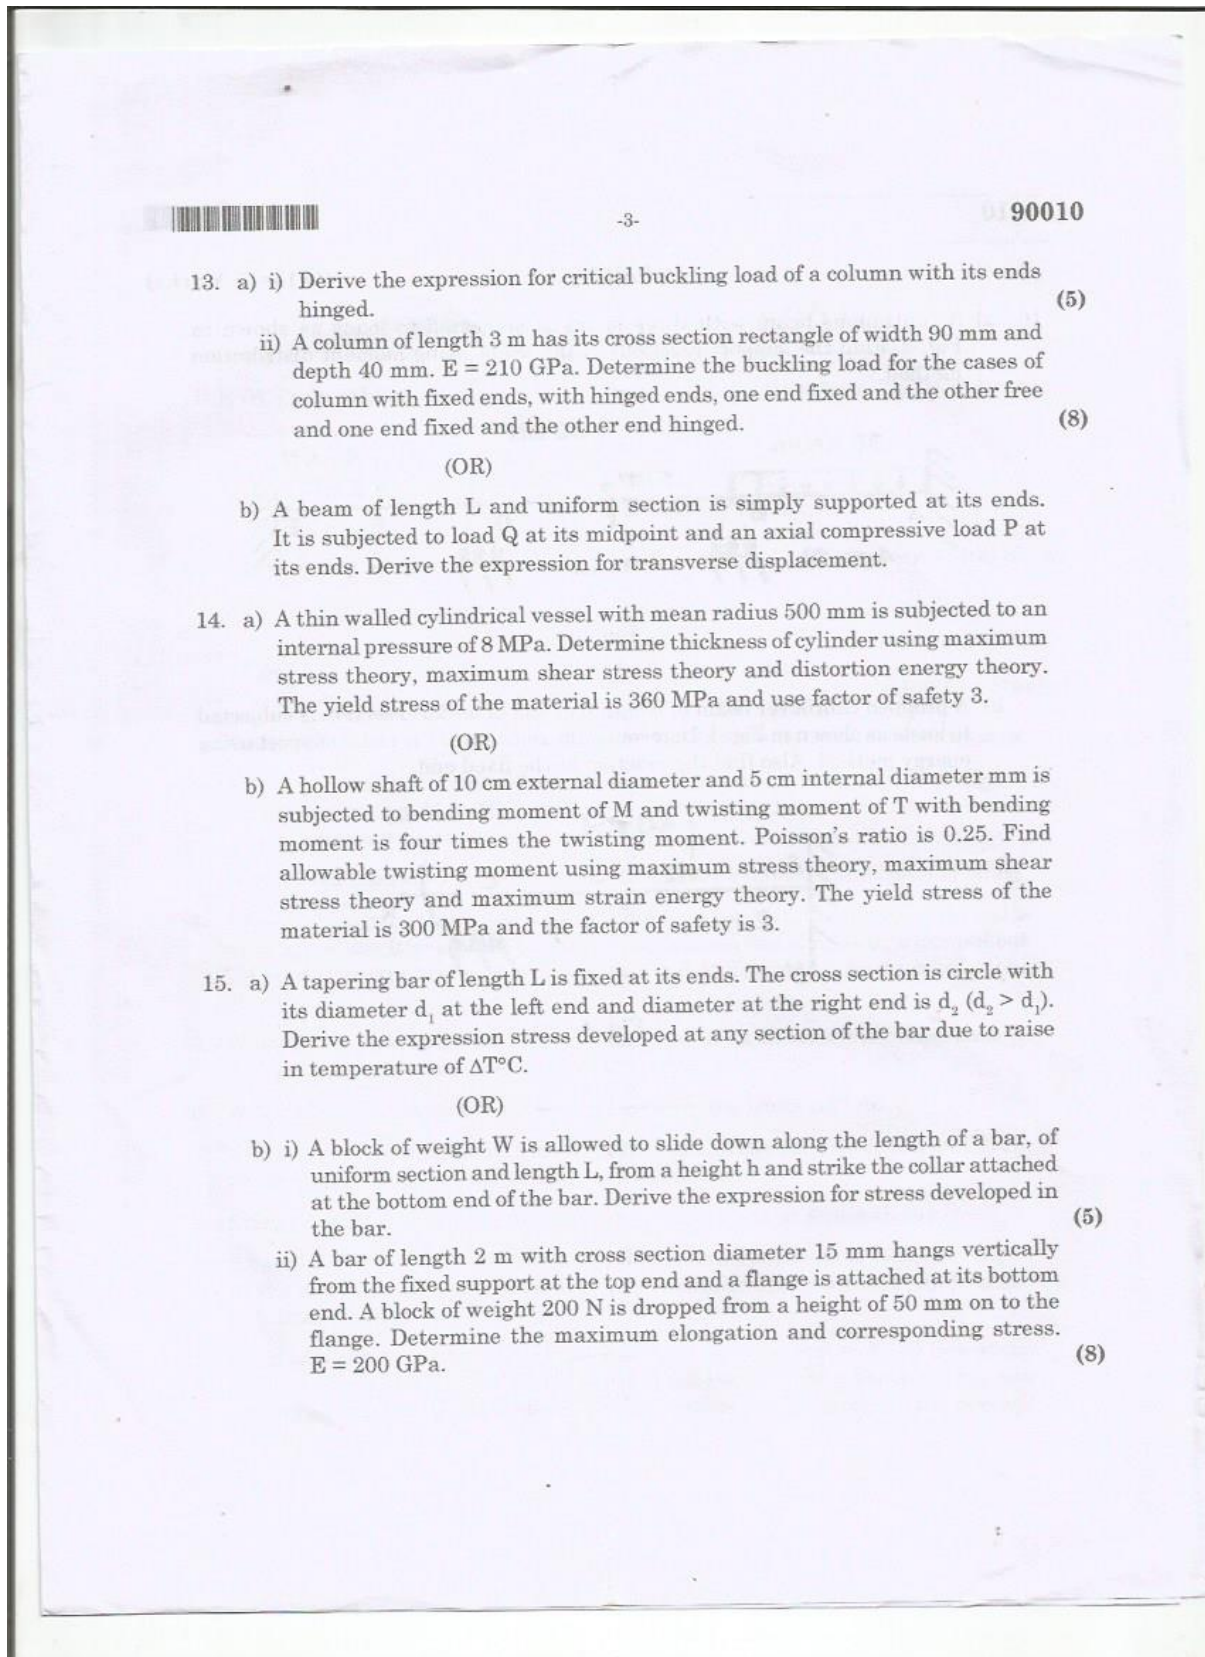 -3-
90010
13. a) i) Derive the expression for critical buckling load of a column with its ends
hinged. (5)
ii) A column of length 3 m has its cross section rectangle of width 90 mm and
depth 40 mm. E = 210 GPa. Determine the buckling load for the cases of
column with fixed ends, with hinged ends, one end fixed and the other free
and one end fixed and the other end hinged. (8)
(OR)
b) A beam of length L and uniform section is simply supported at its ends.
It is subjected to load Q at its midpoint and an axial compressive load P at
its ends. Derive the expression for transverse displacement.
14. a) A thin walled cylindrical vessel with mean radius 500 mm is subjected to an
internal pressure of 8 MPa. Determine thickness of cylinder using maximum
stress theory, maximum shear stress theory and distortion energy theory.
The yield stress of the material is 360 MPa and use factor of safety 3.
(OR)
b) A hollow shaft of 10 cm external diameter and 5 cm internal diameter mm is
subjected to bending moment of M and twisting moment of T with bending
moment is four times the twisting moment. Poisson's ratio is 0.25. Find
allowable twisting moment using maximum stress theory, maximum shear
stress theory and maximum strain energy theory. The yield stress of the
material is 300 MPa and the factor of safety is 3.
15. a) A tapering bar of length L is fixed at its ends. The cross section is circle with
its diameter d₁ at the left end and diameter at the right end is d₂ (d₂ > d₁).
Derive the expression stress developed at any section of the bar due to raise
in temperature of ΔT°C.
(OR)
b) i) A block of weight W is allowed to slide down along the length of a bar, of
uniform section and length L, from a height h and strike the collar attached
at the bottom end of the bar. Derive the expression for stress developed in
the bar. (5)
ii) A bar of length 2 m with cross section diameter 15 mm hangs vertically
from the fixed support at the top end and a flange is attached at its bottom
end. A block of weight 200 N is dropped from a height of 50 mm on to the
flange. Determine the maximum elongation and corresponding stress.
E = 200 GPa. (8)